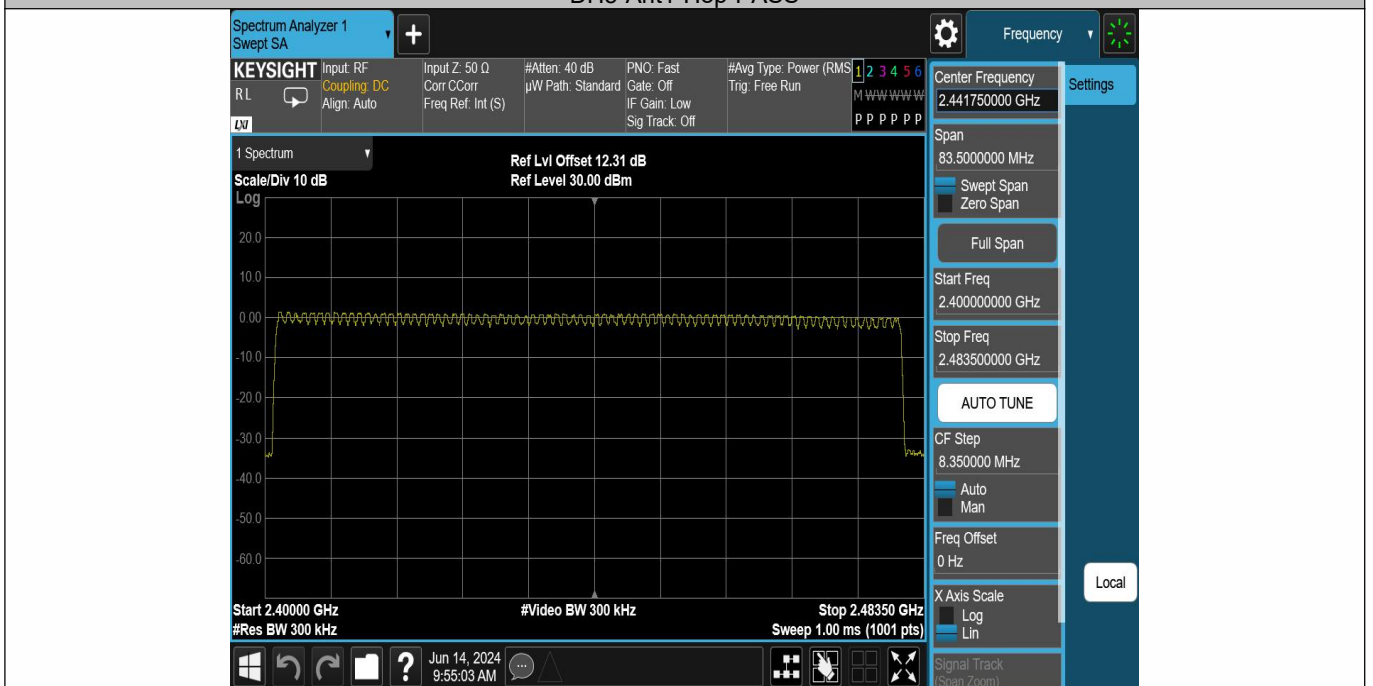 Spectrum Analyzer 1
Swept SA
+
Frequency
KEYSIGHT
RL
LXI
Input: RF
Coupling: DC
Align: Auto
Input Z: 50 Ω
Corr CCorr
Freq Ref: Int (S)
#Atten: 40 dB
µW Path: Standard
PNO: Fast
Gate: Off
IF Gain: Low
Sig Track: Off
#Avg Type: Power (RMS
Trig: Free Run
1 2 3 4 5 6
M W W W W W
P P P P P P
Center Frequency
2.441750000 GHz
Settings
Span
83.5000000 MHz
Swept Span
Zero Span
Full Span
Start Freq
2.400000000 GHz
Stop Freq
2.483500000 GHz
AUTO TUNE
CF Step
8.350000 MHz
Auto
Man
Freq Offset
0 Hz
X Axis Scale
Log
Lin
Signal Track
(Span Zoom)
Local
1 Spectrum
Scale/Div 10 dB
Log
Ref Lvl Offset 12.31 dB
Ref Level 30.00 dBm
20.0
10.0
0.00
-10.0
-20.0
-30.0
-40.0
-50.0
-60.0
Start 2.40000 GHz
#Res BW 300 kHz
#Video BW 300 kHz
Stop 2.48350 GHz
Sweep 1.00 ms (1001 pts)
?
Jun 14, 2024
9:55:03 AM